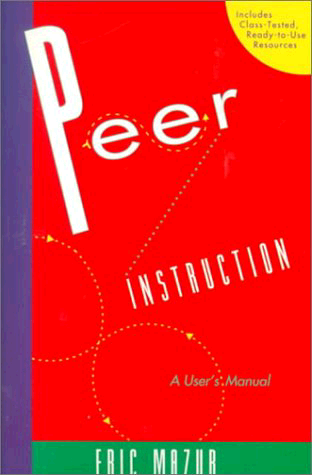 Includes
Class-Tested,
Ready-to-Use
Resources
Peer
INSTRUCTION
A User's Manual
ERIC MAZUR